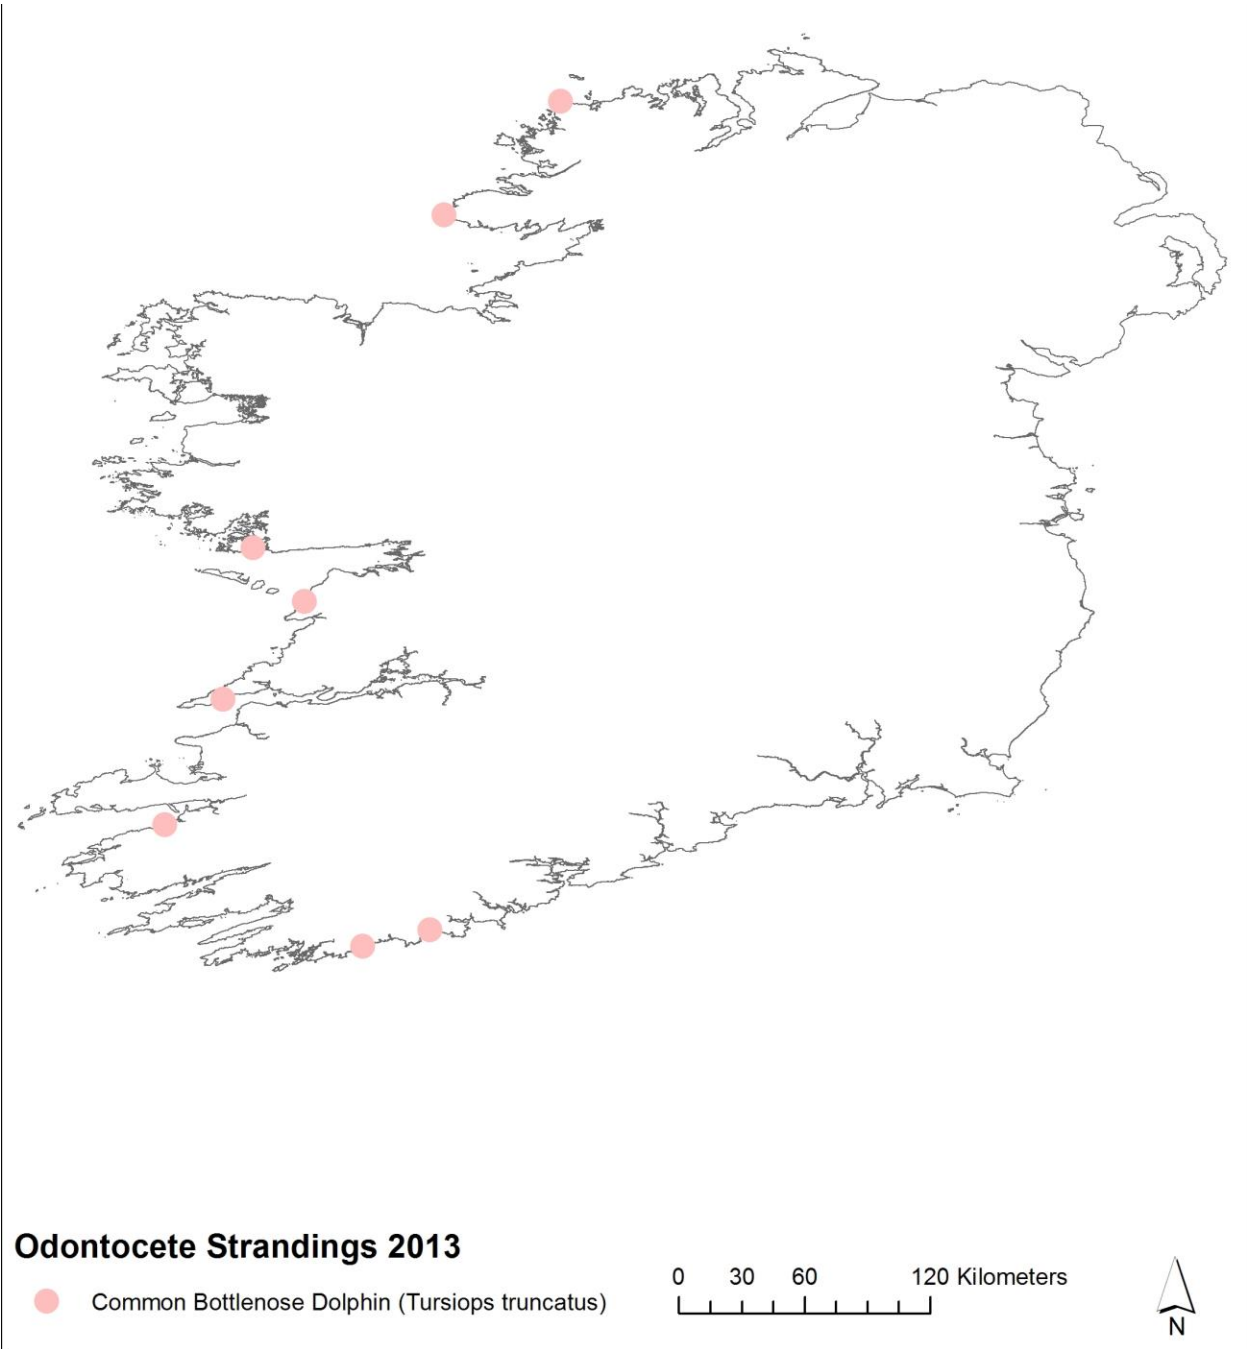 Odontocete Strandings 2013
Common Bottlenose Dolphin (Tursiops truncatus)
0 30 60 120 Kilometers
N